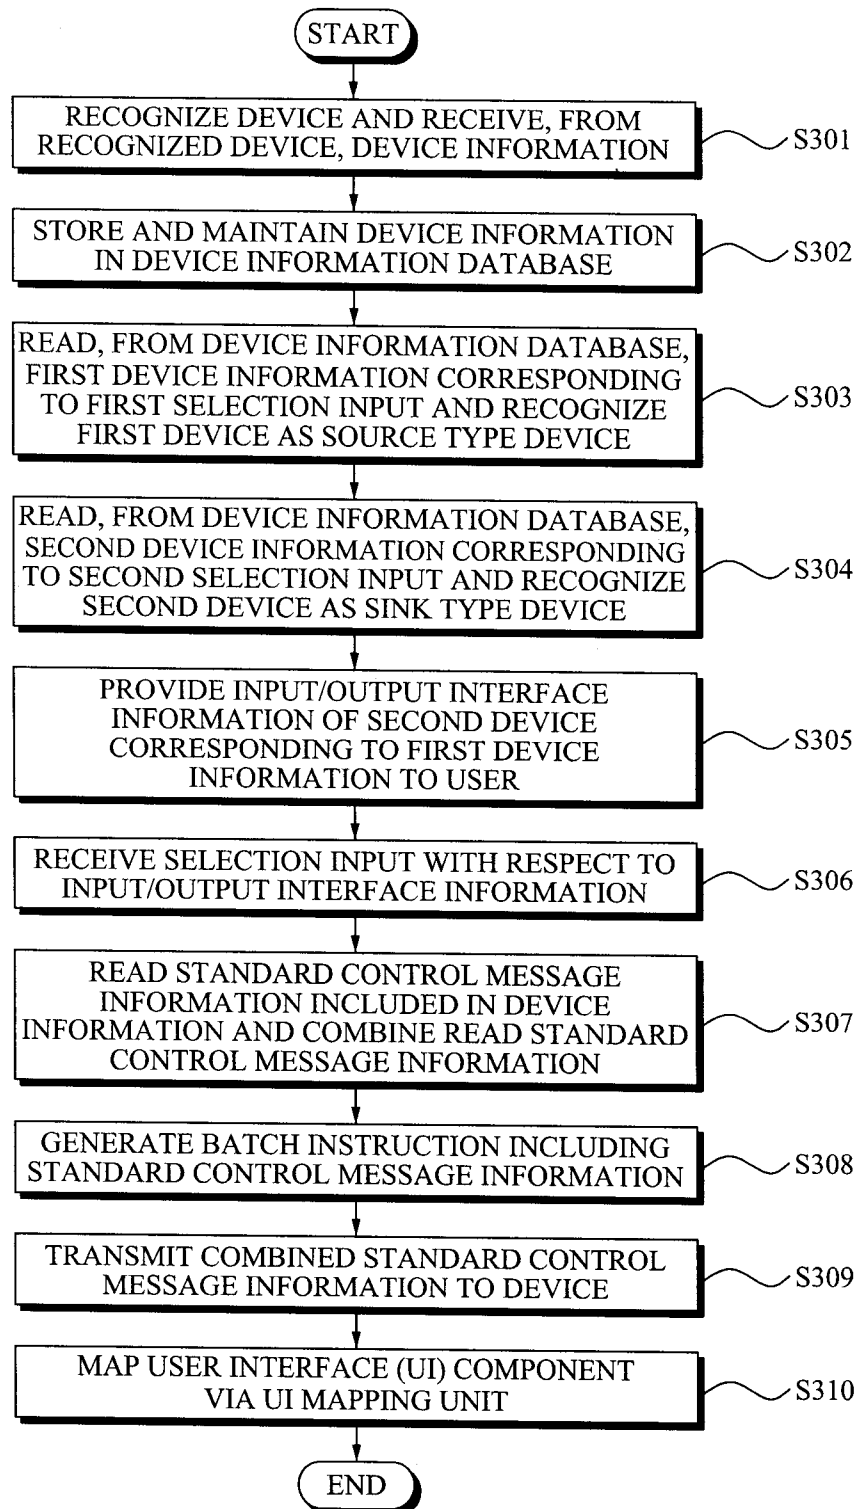 START
RECOGNIZE DEVICE AND RECEIVE, FROM
RECOGNIZED DEVICE, DEVICE INFORMATION
S301
STORE AND MAINTAIN DEVICE INFORMATION
IN DEVICE INFORMATION DATABASE
S302
READ, FROM DEVICE INFORMATION DATABASE,
FIRST DEVICE INFORMATION CORRESPONDING
TO FIRST SELECTION INPUT AND RECOGNIZE
FIRST DEVICE AS SOURCE TYPE DEVICE
S303
READ, FROM DEVICE INFORMATION DATABASE,
SECOND DEVICE INFORMATION CORRESPONDING
TO SECOND SELECTION INPUT AND RECOGNIZE
SECOND DEVICE AS SINK TYPE DEVICE
S304
PROVIDE INPUT/OUTPUT INTERFACE
INFORMATION OF SECOND DEVICE
CORRESPONDING TO FIRST DEVICE
INFORMATION TO USER
S305
RECEIVE SELECTION INPUT WITH RESPECT TO
INPUT/OUTPUT INTERFACE INFORMATION
S306
READ STANDARD CONTROL MESSAGE
INFORMATION INCLUDED IN DEVICE
INFORMATION AND COMBINE READ STANDARD
CONTROL MESSAGE INFORMATION
S307
GENERATE BATCH INSTRUCTION INCLUDING
STANDARD CONTROL MESSAGE INFORMATION
S308
TRANSMIT COMBINED STANDARD CONTROL
MESSAGE INFORMATION TO DEVICE
S309
MAP USER INTERFACE (UI) COMPONENT
VIA UI MAPPING UNIT
S310
END